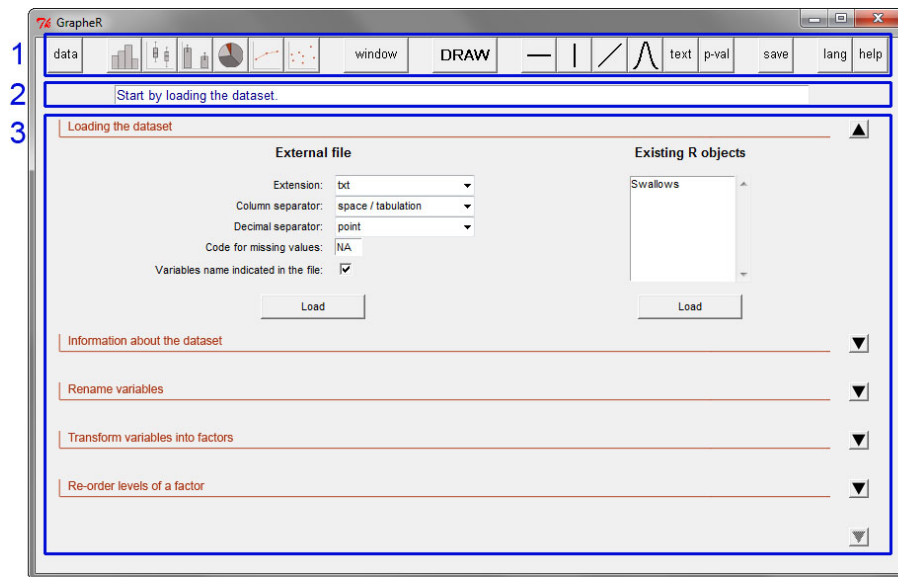 GrapheR
1
data window DRAW text p-val save lang help
2
Start by loading the dataset.
3
Loading the dataset
External file Existing R objects
Extension: txt Swallows
Column separator: space / tabulation
Decimal separator: point
Code for missing values: NA
Variables name indicated in the file:
Load Load
Information about the dataset
Rename variables
Transform variables into factors
Re-order levels of a factor